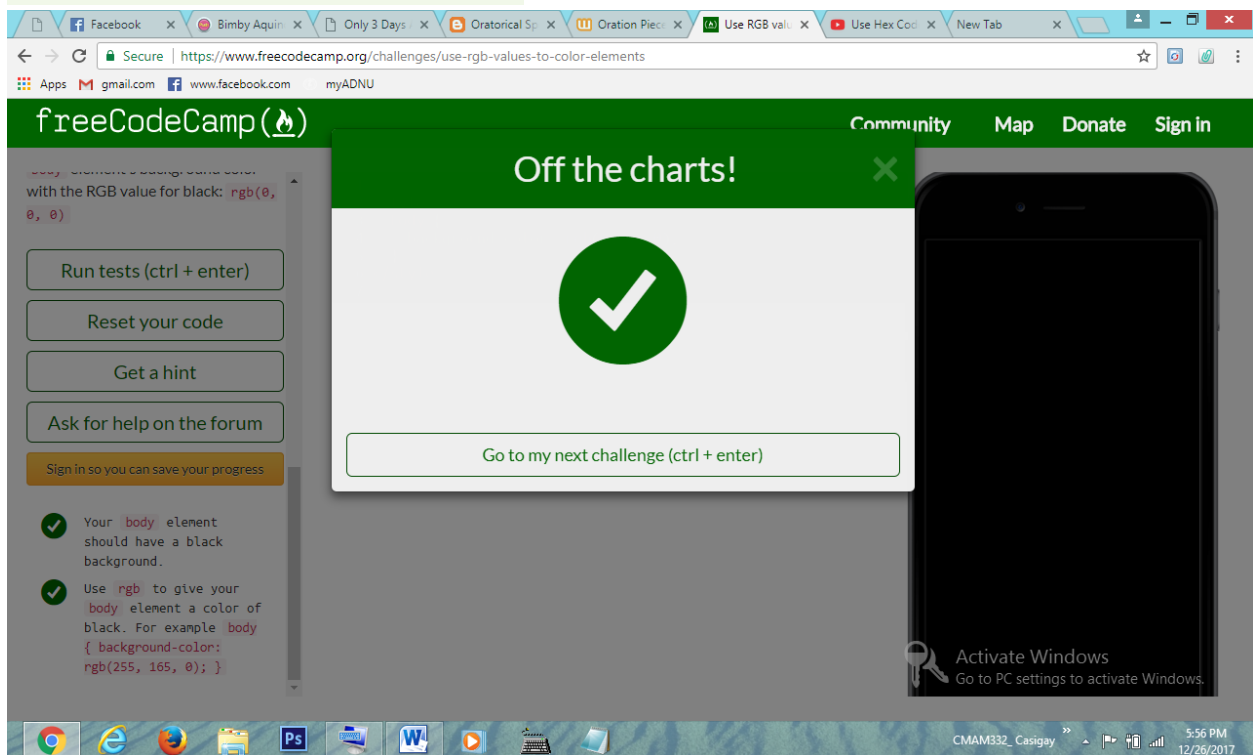 Facebook
Bimby Aquin
Only 3 Days
Oratorical Sp
Oration Piece
Use RGB valu
Use Hex Cod
New Tab
Secure | https://www.freecodecamp.org/challenges/use-rgb-values-to-color-elements
Apps gmail.com www.facebook.com myADNU
freeCodeCamp
Community Map Donate Sign in
element's background color
with the RGB value for black: rgb(0,
0, 0)
Run tests (ctrl + enter)
Reset your code
Get a hint
Ask for help on the forum
Sign in so you can save your progress
Your body element
should have a black
background.
Use rgb to give your
body element a color of
black. For example body
{ background-color:
rgb(255, 165, 0); }
Off the charts!
Go to my next challenge (ctrl + enter)
Activate Windows
Go to PC settings to activate Windows.
Ps
CMAM332_Casigay
5:56 PM
12/26/2017